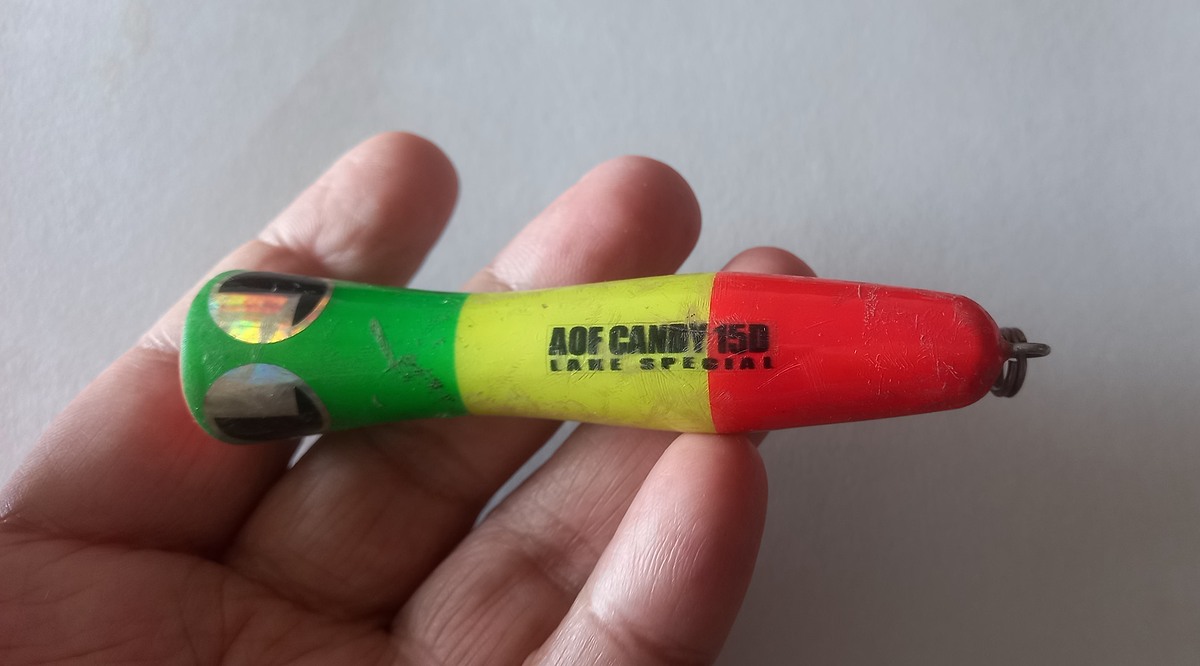 AOF CANDY 15D
LAKE SPECIAL